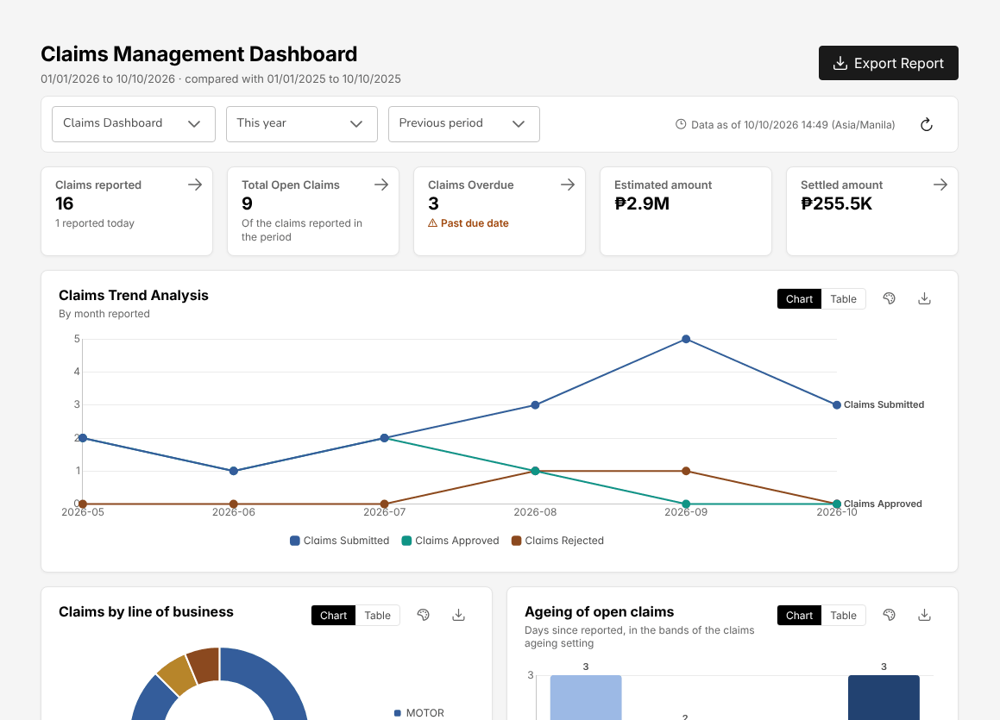 Claims Management Dashboard
01/01/2026 to 10/10/2026 · compared with 01/01/2025 to 10/10/2025
Export Report
Claims Dashboard
This year
Previous period
Data as of 10/10/2026 14:49 (Asia/Manila)
Claims reported
16
1 reported today
Total Open Claims
9
Of the claims reported in
the period
Claims Overdue
3
Past due date
Estimated amount
₱2.9M
Settled amount
₱255.5K
Claims Trend Analysis
By month reported
Chart
Table
5
4
3
2
1
0
Claims Submitted
Claims Approved
2026-05
2026-06
2026-07
2026-08
2026-09
2026-10
Claims Submitted
Claims Approved
Claims Rejected
Claims by line of business
Chart
Table
MOTOR
Ageing of open claims
Days since reported, in the bands of the claims
ageing setting
Chart
Table
3
3
2
3